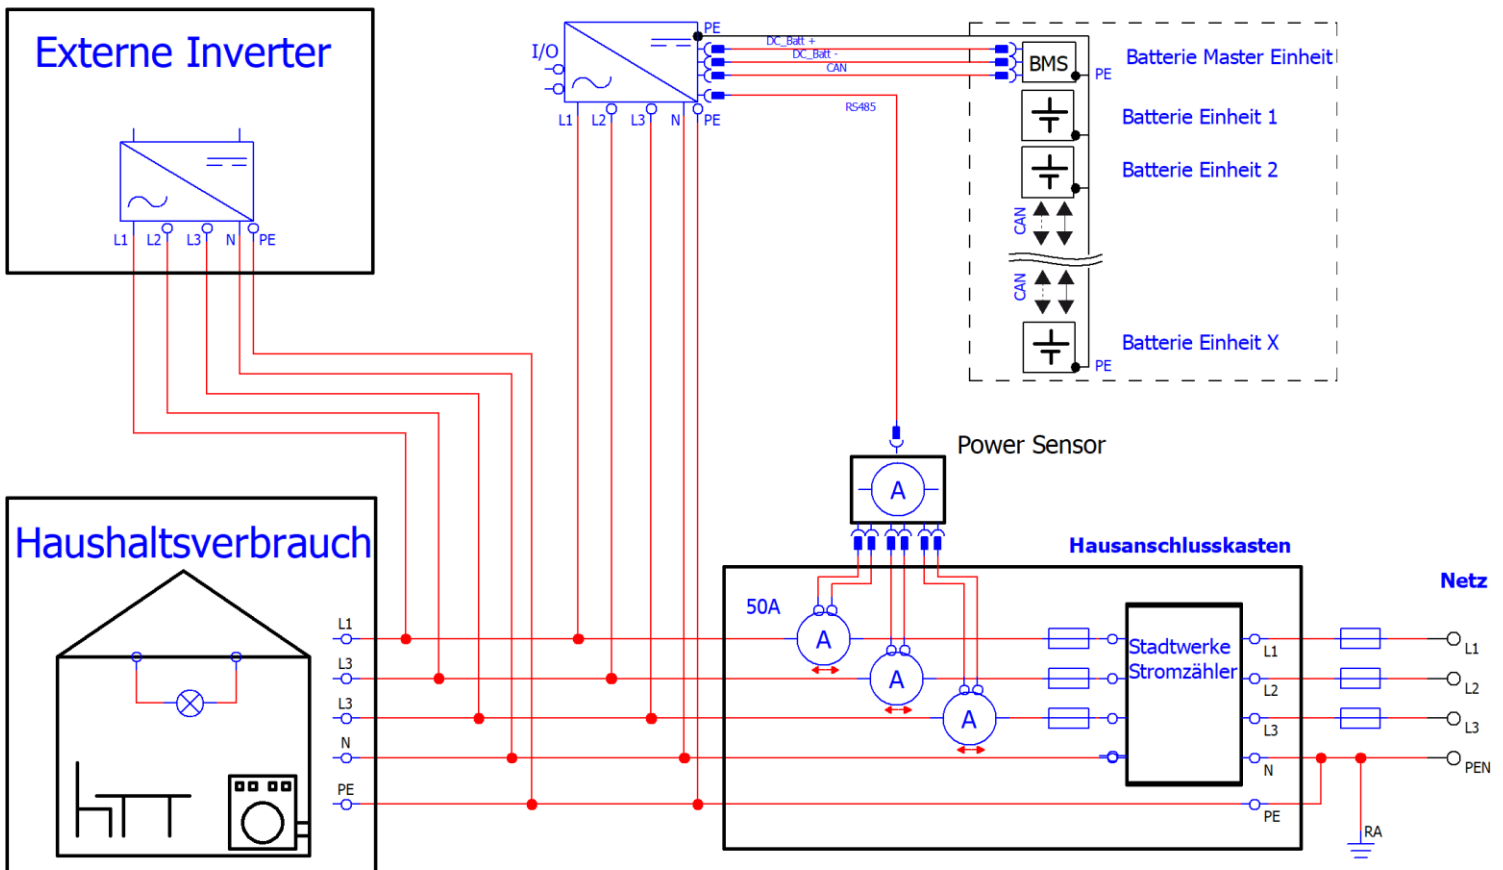 Externe Inverter
L1
L2
L3
N
PE
I/O
PE
DC_Batt +
DC_Batt -
CAN
RS485
L1
L2
L3
N
PE
BMS
PE
Batterie Master Einheit
Batterie Einheit 1
Batterie Einheit 2
CAN
CAN
Batterie Einheit X
PE
Power Sensor
A
Haushaltsverbrauch
L1
L3
L3
N
PE
Hausanschlusskasten
50A
A
A
A
Stadtwerke
Stromzähler
L1
L2
L3
N
PE
Netz
L1
L2
L3
PEN
RA